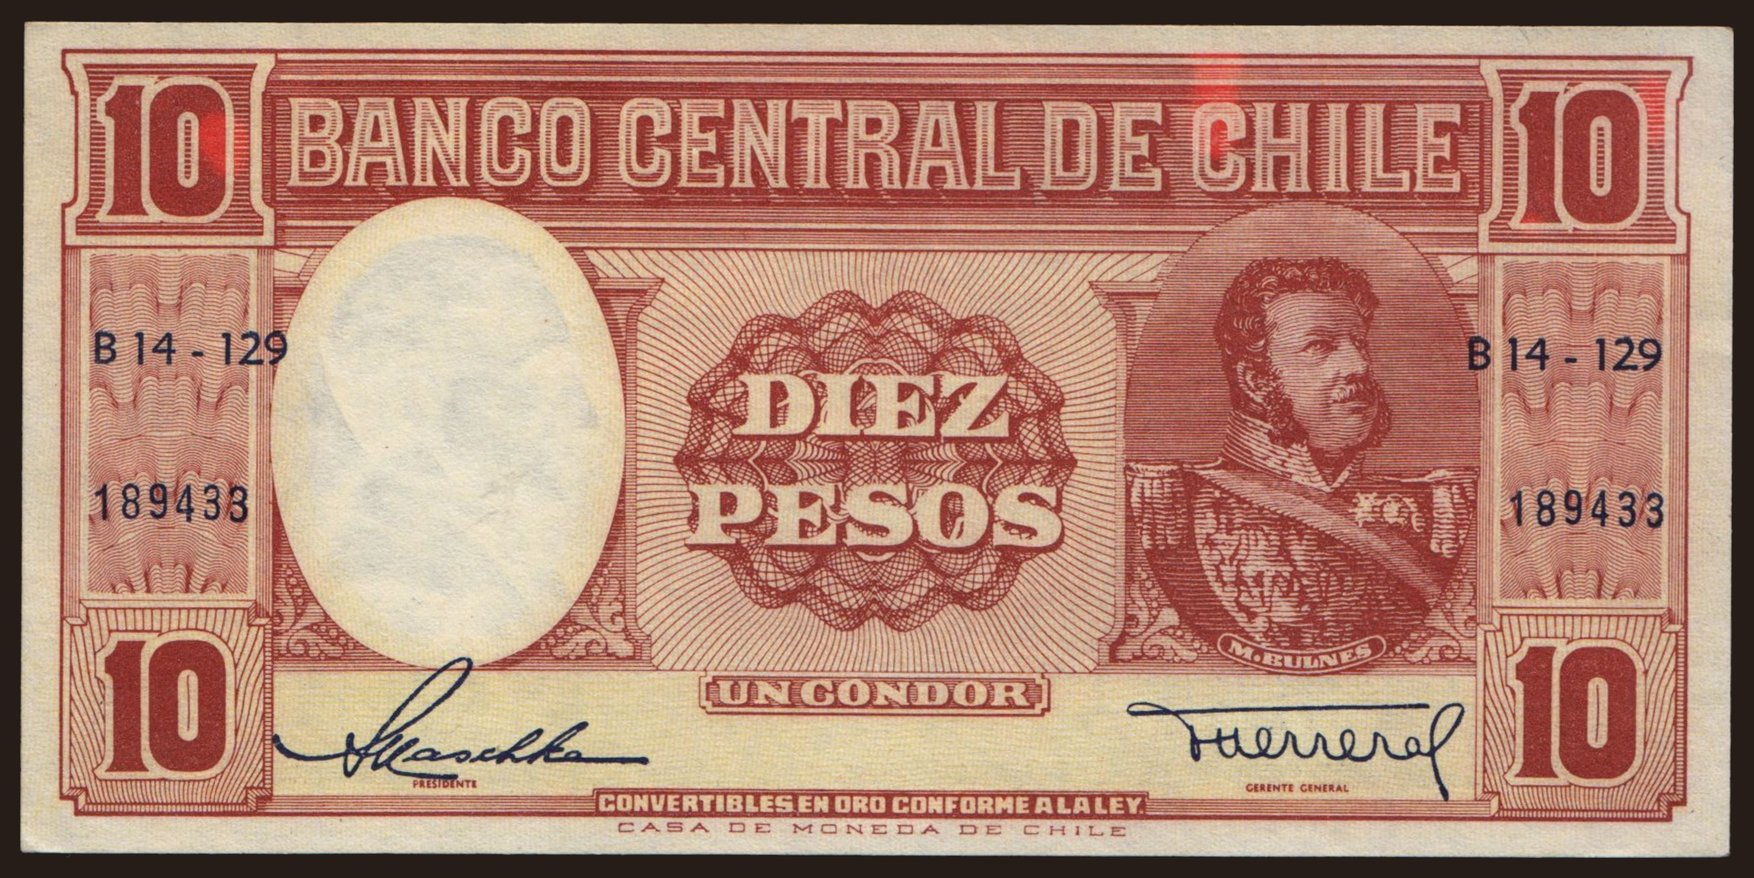 10 BANCO CENTRAL DE CHILE 10
B 14 - 129 B 14 - 129
DIEZ
PESOS
189433 189433
M. BULNES
10 UN CONDOR 10
PRESIDENTE GERENTE GENERAL
CONVERTIBLES EN ORO CONFORME A LA LEY.
CASA DE MONEDA DE CHILE